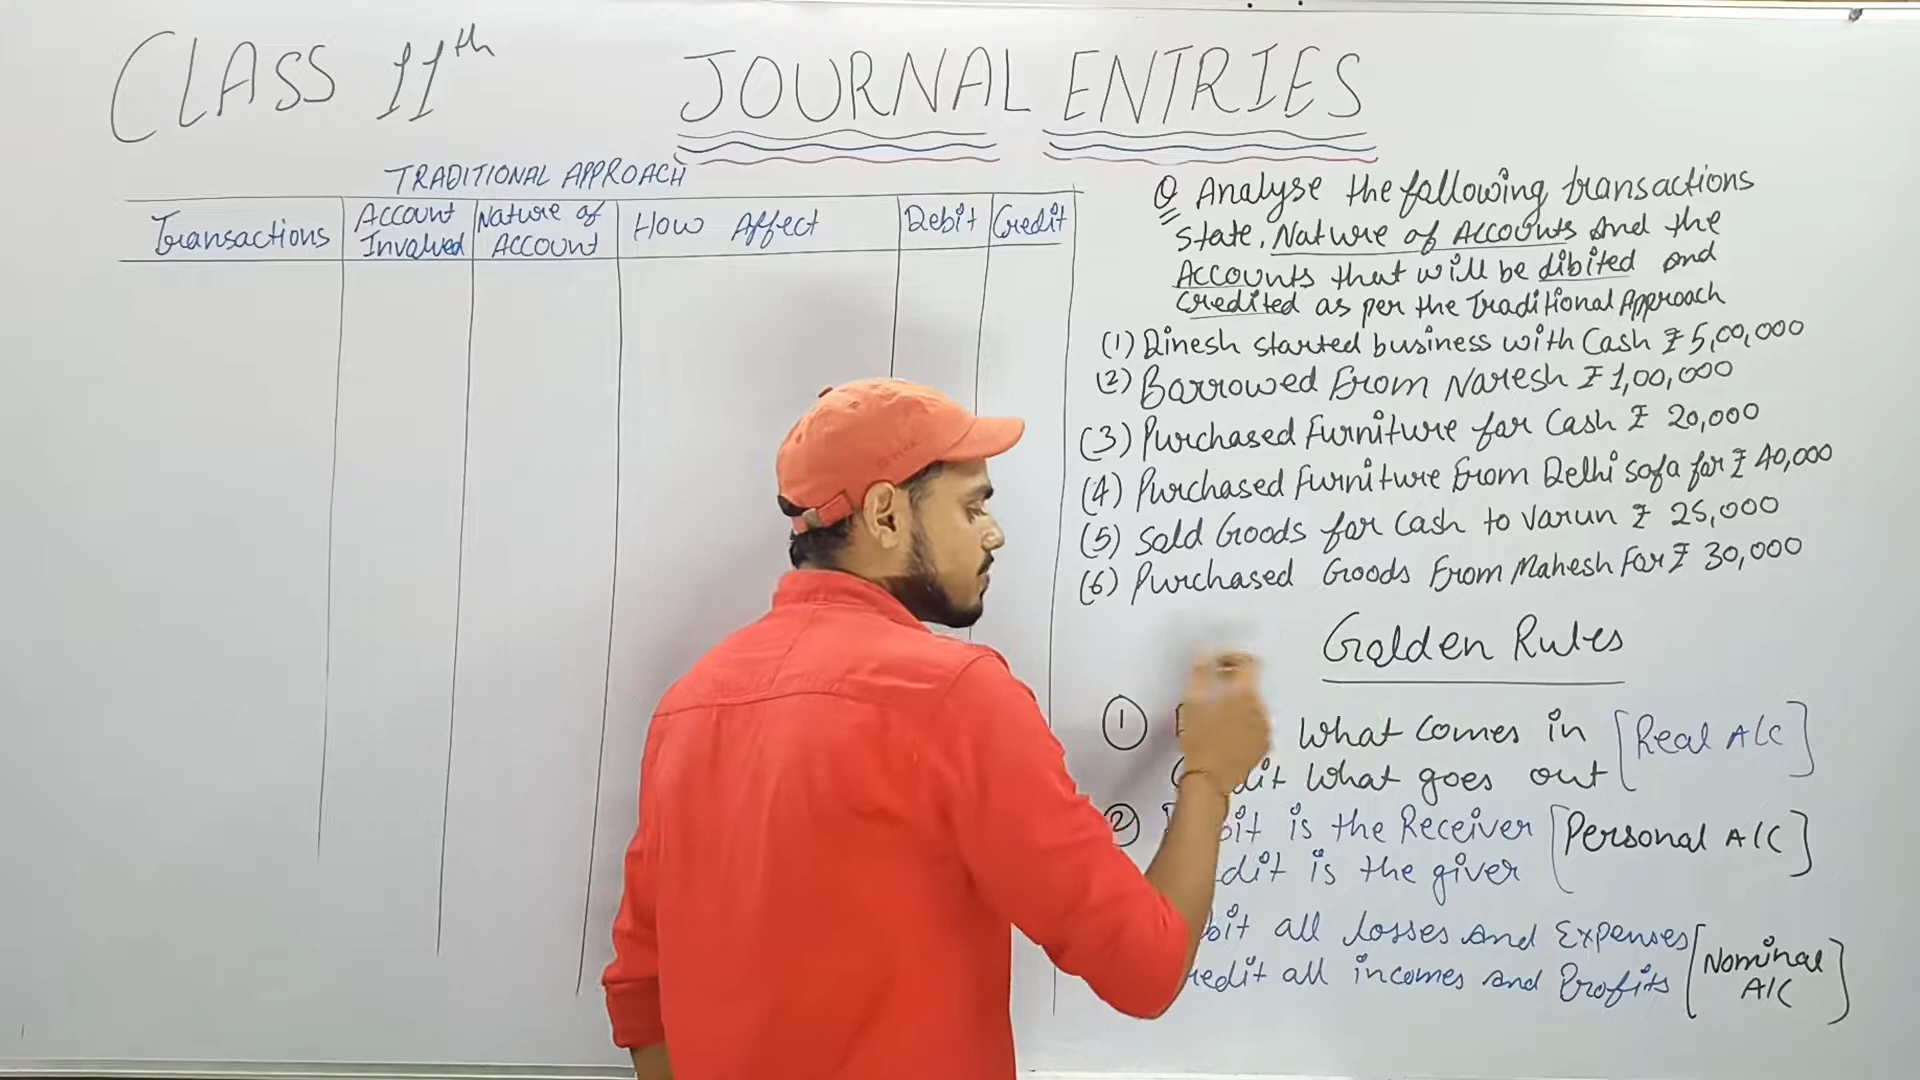 CLASS 11th
JOURNAL ENTRIES
TRADITIONAL APPROACH
Transactions
Account Involved
Nature of Account
How Affect
Debit
Credit
Q Analyse the following transactions
State, Nature of Accounts And the
Accounts that will be dibited and
Credited as per the Traditional Approach
(1) Dinesh started business with Cash ₹ 5,00,000
(2) Barrowed From Naresh ₹ 1,00,000
(3) Purchased Furniture for Cash ₹ 20,000
(4) Purchased Furniture From Delhi sofa for ₹ 40,000
(5) Sold Goods for Cash to Varun ₹ 25,000
(6) Purchased Goods From Mahesh For ₹ 30,000
Golden Rules
1 What Comes in [Real A/C]
What goes out
2 is the Receiver [Personal A/C]
is the giver
all losses and Expenses [Nominal A/C]
all incomes and Profits